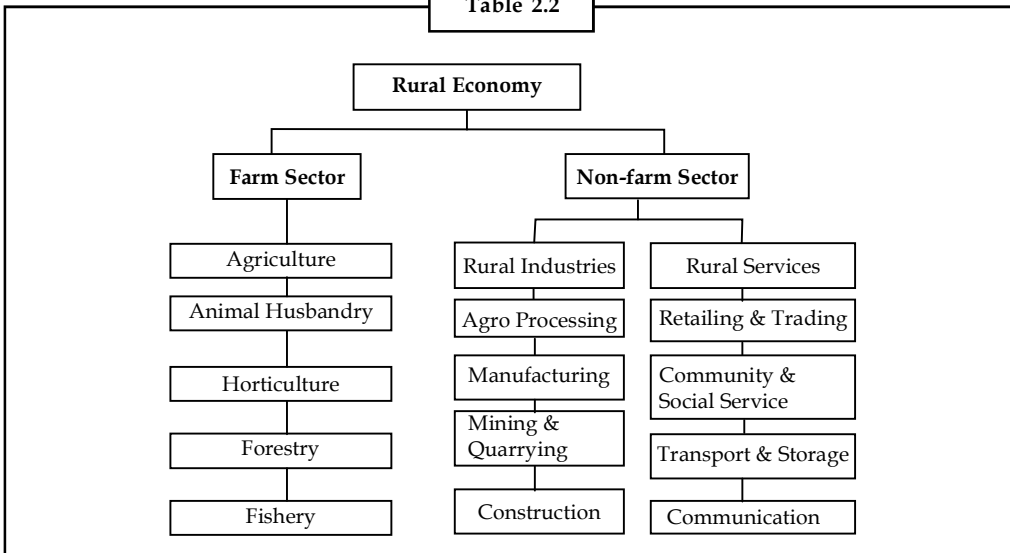 Table 2.2
Rural Economy
Farm Sector
Non-farm Sector
Agriculture
Animal Husbandry
Horticulture
Forestry
Fishery
Rural Industries
Agro Processing
Manufacturing
Mining &
Quarrying
Construction
Rural Services
Retailing & Trading
Community &
Social Service
Transport & Storage
Communication